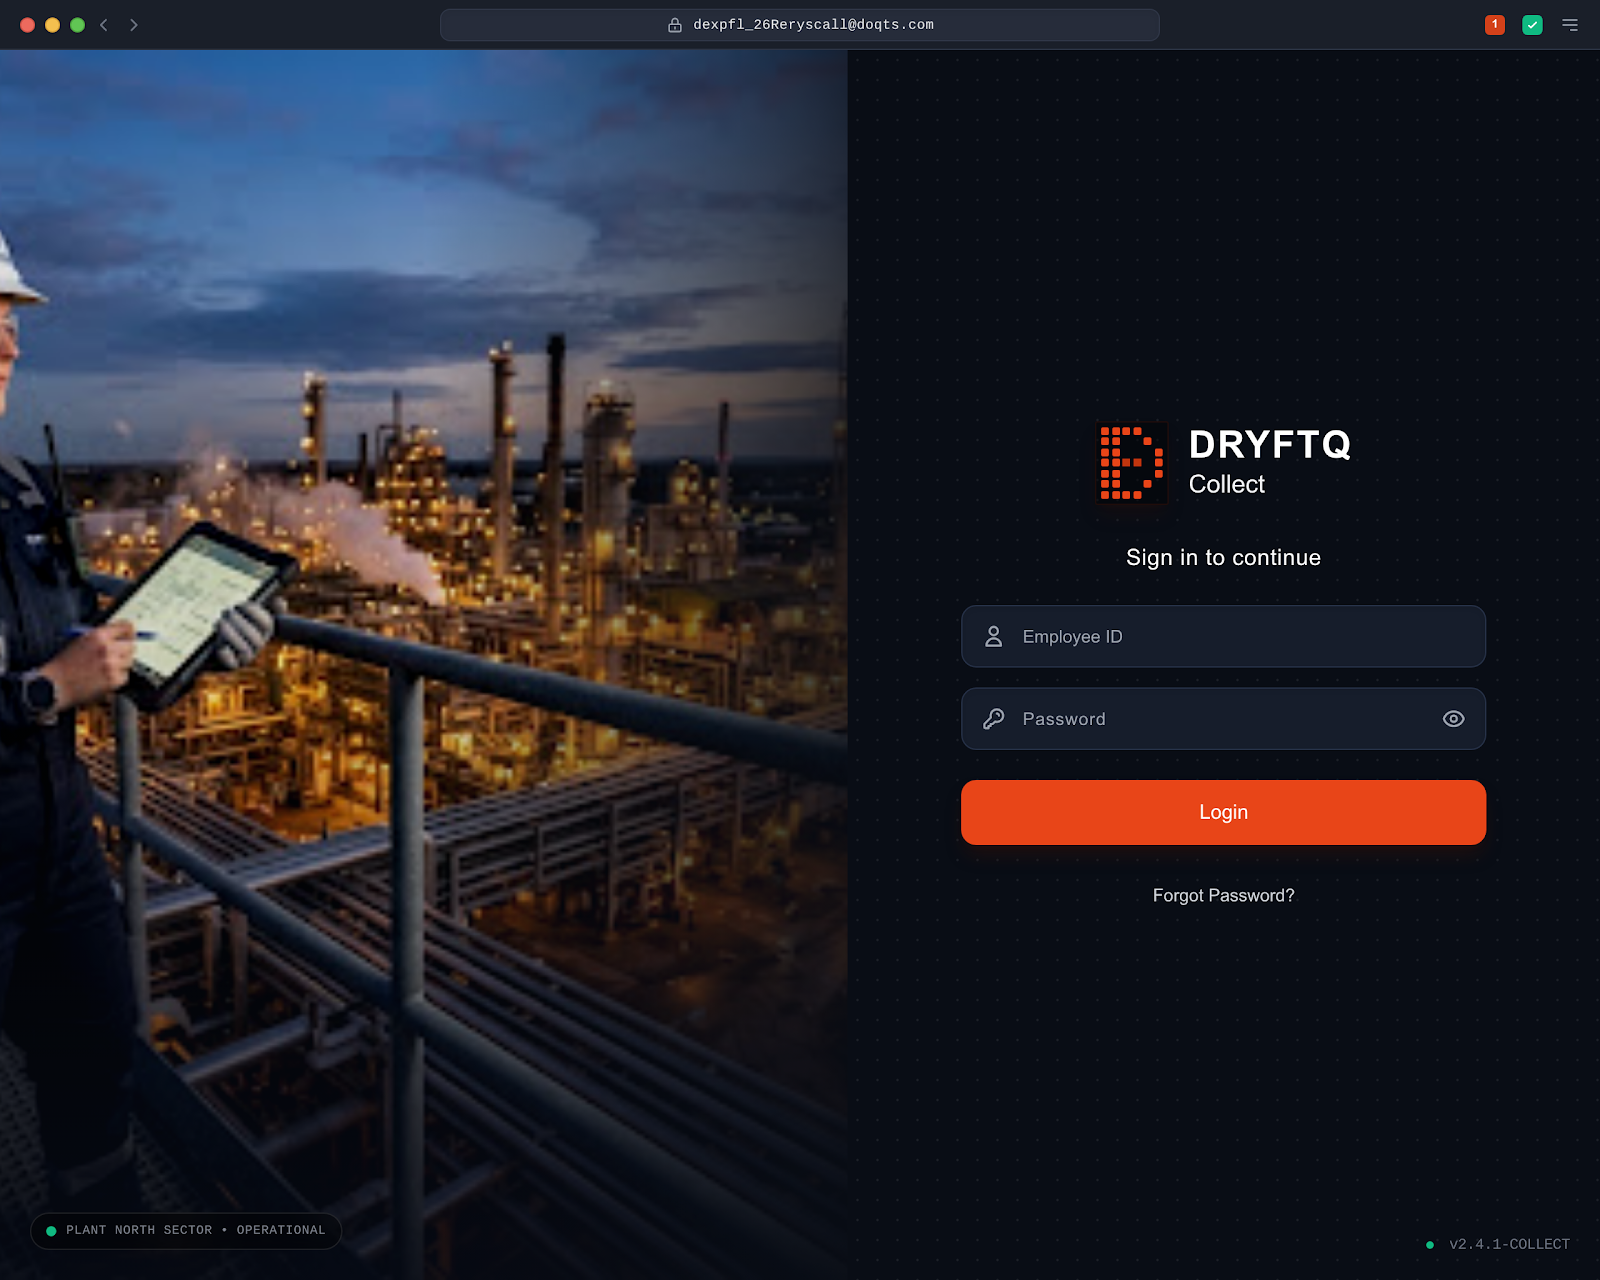 dexpfl_26Reryscall@doqts.com
1
DRYFTQ
Collect
Sign in to continue
Employee ID
Password
Login
Forgot Password?
PLANT NORTH SECTOR • OPERATIONAL
v2.4.1-COLLECT